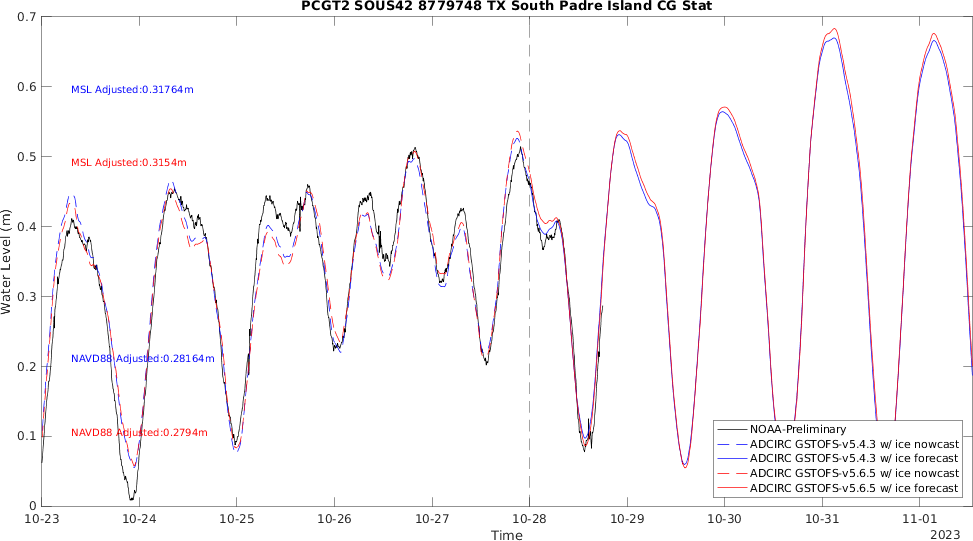 PCGT2 SOUS42 8779748 TX South Padre Island CG Stat
0.7
0.6
0.5
0.4
0.3
0.2
0.1
0
Water Level (m)
MSL Adjusted:0.31764m
MSL Adjusted:0.3154m
NAVD88 Adjusted:0.28164m
NAVD88 Adjusted:0.2794m
NOAA-Preliminary
ADCIRC GSTOFS-v5.4.3 w/ ice nowcast
ADCIRC GSTOFS-v5.4.3 w/ ice forecast
ADCIRC GSTOFS-v5.6.5 w/ ice nowcast
ADCIRC GSTOFS-v5.6.5 w/ ice forecast
10-23 10-24 10-25 10-26 10-27 10-28 10-29 10-30 10-31 11-01
Time
2023